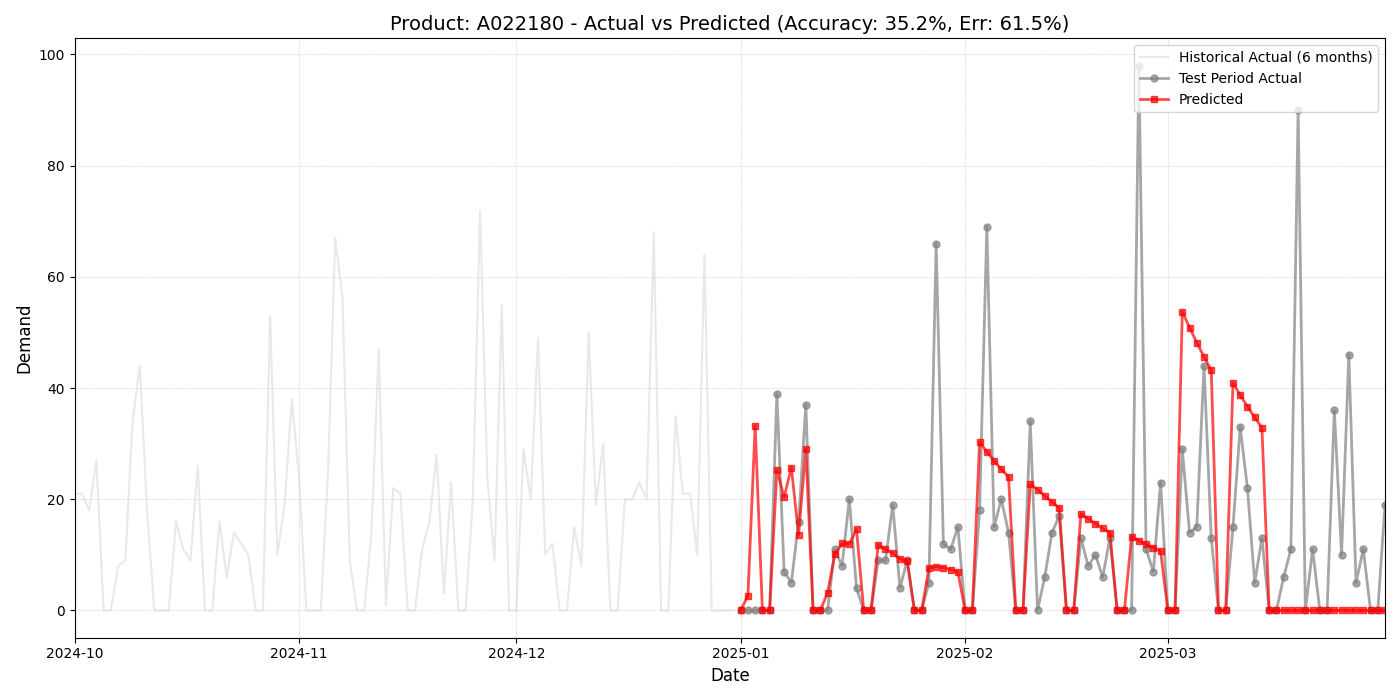 Product: A022180 - Actual vs Predicted (Accuracy: 35.2%, Err: 61.5%)
Historical Actual (6 months)
Test Period Actual
Predicted
Demand
100
80
60
40
20
0
2024-10 2024-11 2024-12 2025-01 2025-02 2025-03
Date